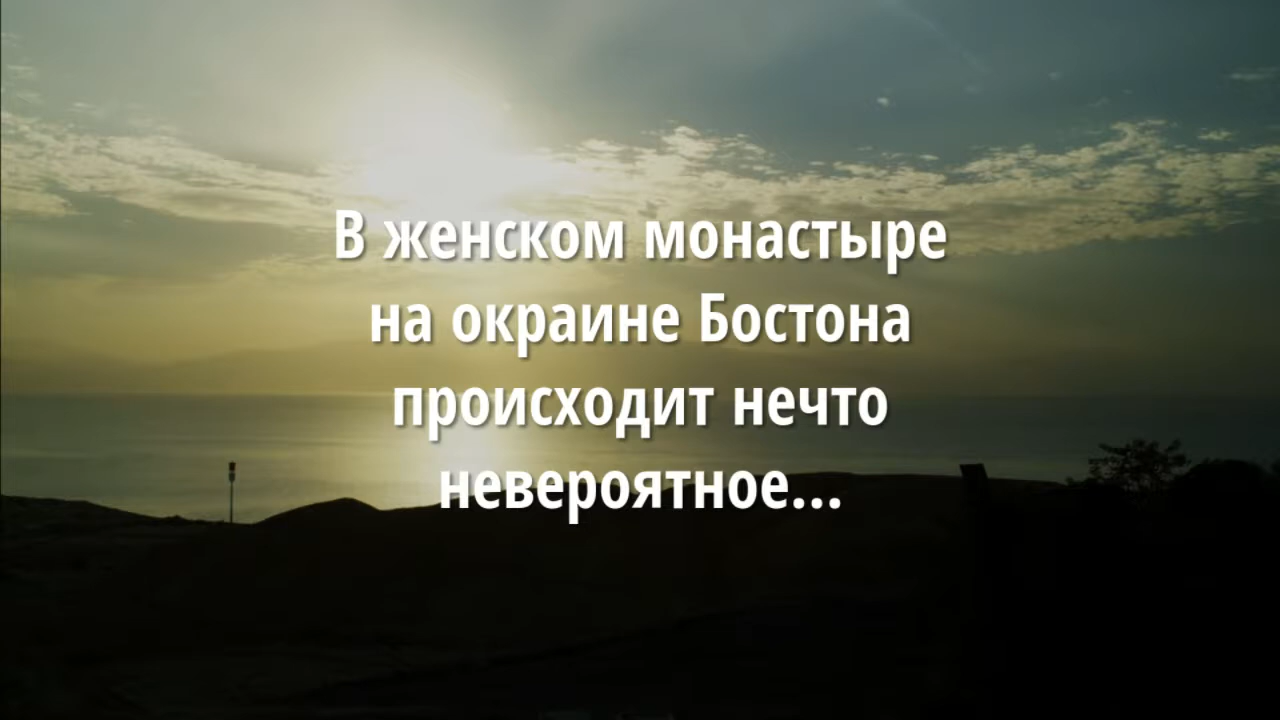 В женском монастыре
на окраине Бостона
происходит нечто
невероятное...